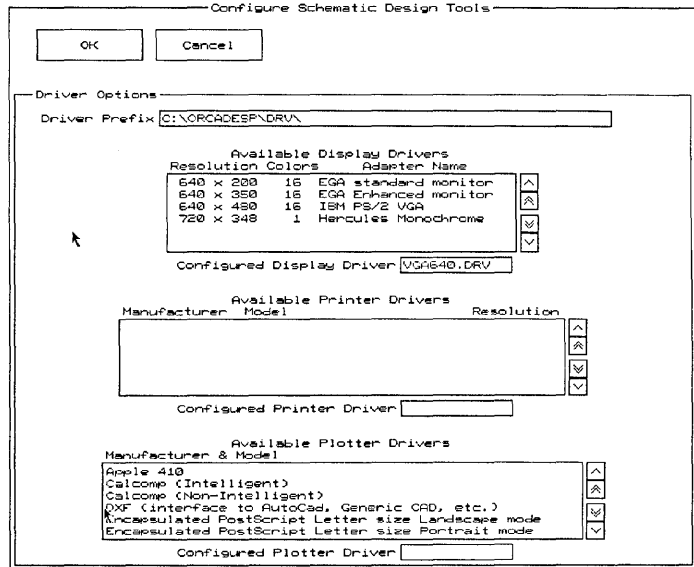 Configure Schematic Design Tools
OK
Cancel
Driver Options
Driver Prefix C:\ORCADESP\DRV\
Available Display Drivers
Resolution Colors Adapter Name
640 x 200 16 EGA standard monitor
640 x 350 16 EGA Enhanced monitor
640 x 480 16 IBM PS/2 VGA
720 x 348 1 Hercules Monochrome
Configured Display Driver VGA640.DRV
Available Printer Drivers
Manufacturer Model Resolution
Configured Printer Driver
Available Plotter Drivers
Manufacturer & Model
Apple 410
Calcomp (Intelligent)
Calcomp (Non-Intelligent)
DXF (interface to AutoCad, Generic CAD, etc.)
Encapsulated PostScript Letter size Landscape mode
Encapsulated PostScript Letter size Portrait mode
Configured Plotter Driver